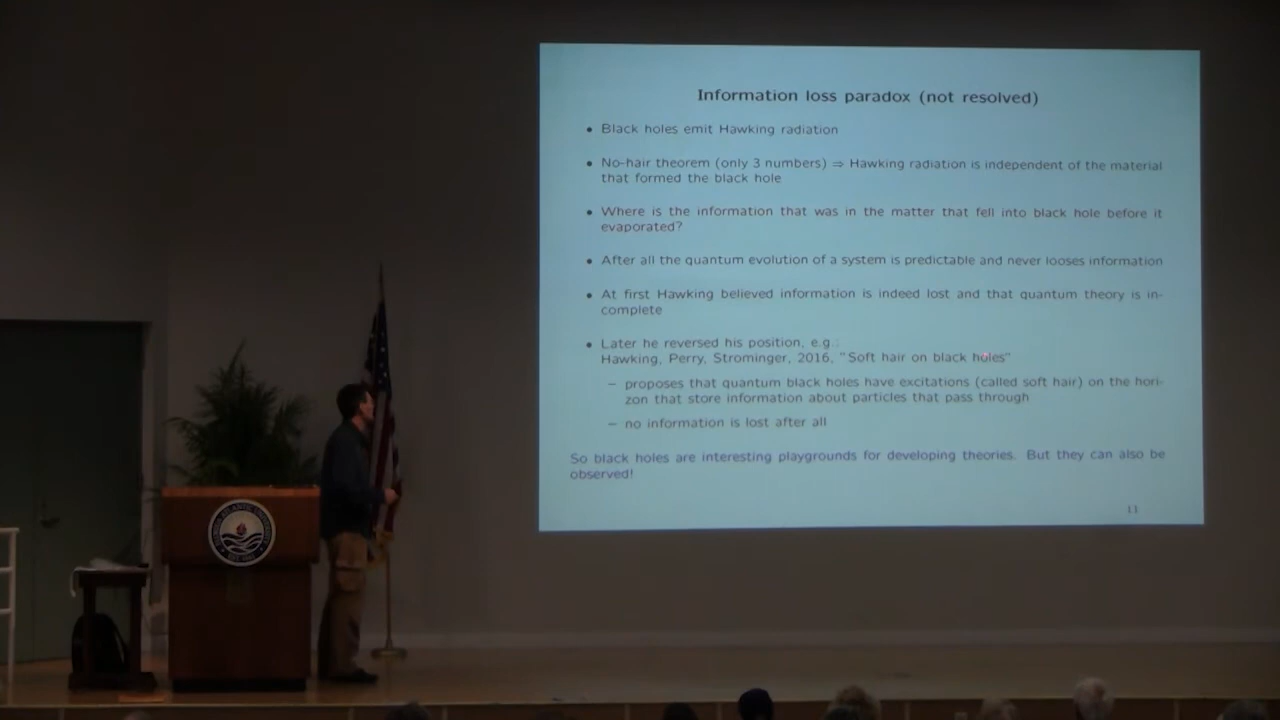 Information loss paradox (not resolved)
• Black holes emit Hawking radiation
• No-hair theorem (only 3 numbers) ⇒ Hawking radiation is independent of the material
that formed the black hole
• Where is the information that was in the matter that fell into black hole before it
evaporated?
• After all the quantum evolution of a system is predictable and never looses information
• At first Hawking believed information is indeed lost and that quantum theory is in-
complete
• Later he reversed his position, e.g.
Hawking, Perry, Strominger, 2016, "Soft hair on black holes"
– proposes that quantum black holes have excitations (called soft hair) on the hori-
zon that store information about particles that pass through
– no information is lost after all
So black holes are interesting playgrounds for developing theories. But they can also be
observed!
11
FLORIDA ATLANTIC UNIVERSITY